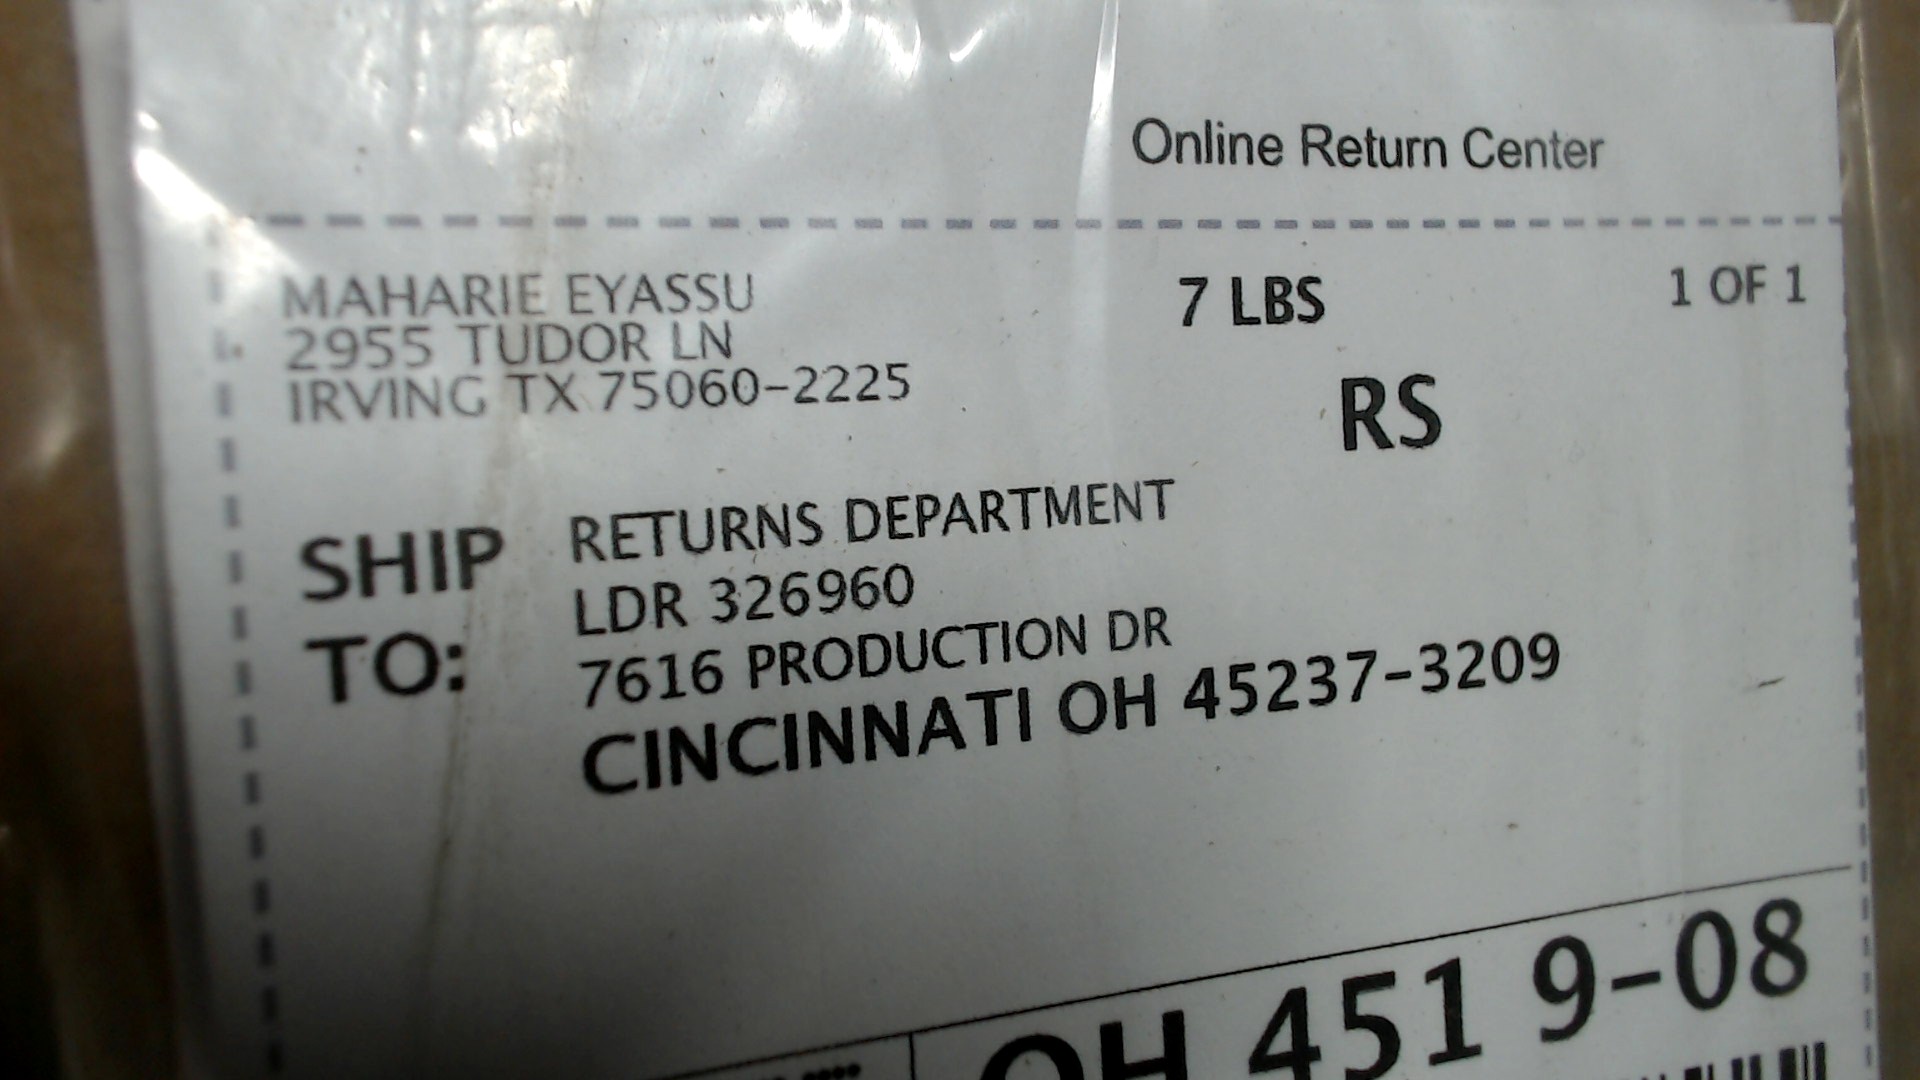 Online Return Center
MAHARIE EYASSU
2955 TUDOR LN
IRVING TX 75060-2225
7 LBS
1 OF 1
RS
SHIP TO:
RETURNS DEPARTMENT
LDR 326960
7616 PRODUCTION DR
CINCINNATI OH 45237-3209
OH 451 9-08